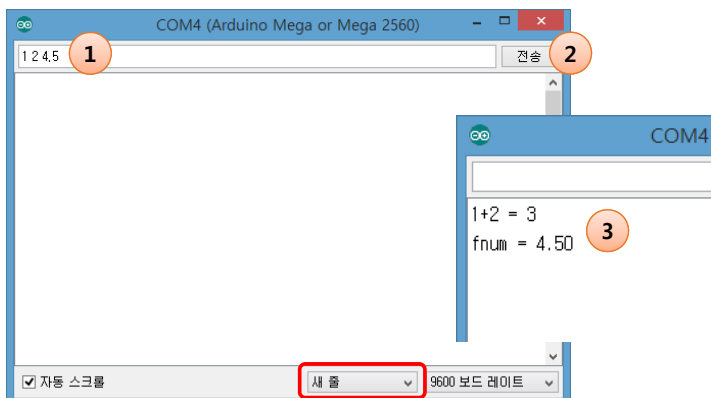 COM4 (Arduino Mega or Mega 2560)
1 2 4.5
1
전송
2
COM4
1+2 = 3
fnum = 4.50
3
자동 스크롤
새 줄
9600 보드 레이트